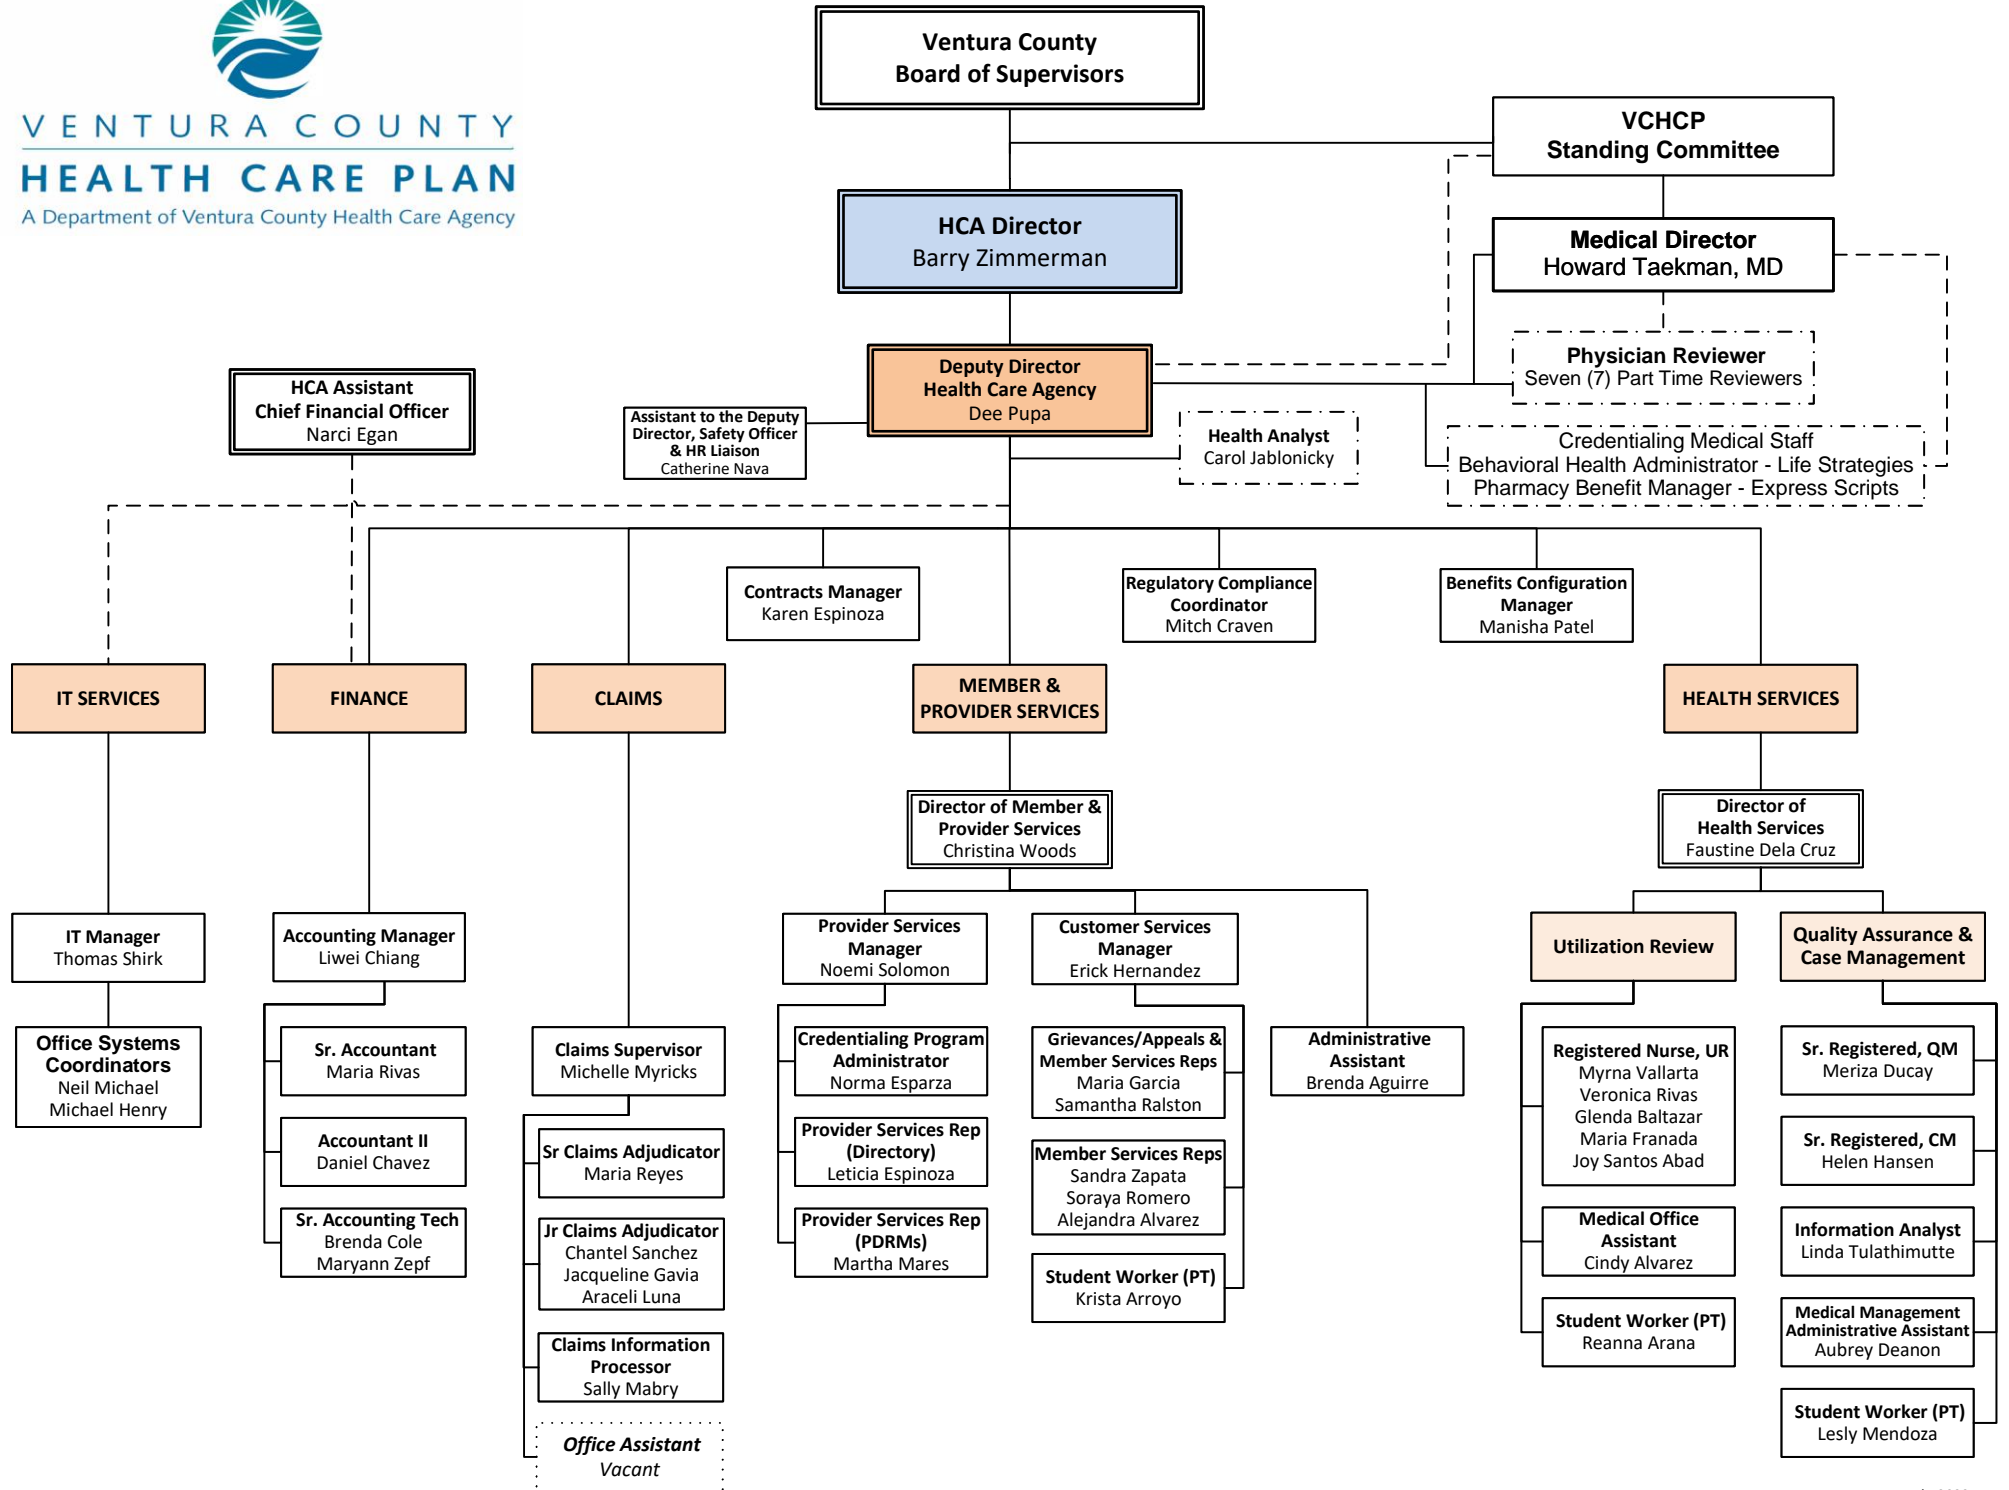 VENTURA COUNTY
HEALTH CARE PLAN
A Department of Ventura County Health Care Agency
Ventura County
Board of Supervisors
VCHCP
Standing Committee
HCA Director
Barry Zimmerman
Medical Director
Howard Taekman, MD
Physician Reviewer
Seven (7) Part Time Reviewers
Deputy Director
Health Care Agency
Dee Pupa
HCA Assistant
Chief Financial Officer
Narci Egan
Assistant to the Deputy
Director, Safety Officer
& HR Liaison
Catherine Nava
Health Analyst
Carol Jablonicky
Credentialing Medical Staff
Behavioral Health Administrator - Life Strategies
Pharmacy Benefit Manager - Express Scripts
Contracts Manager
Karen Espinoza
Regulatory Compliance
Coordinator
Mitch Craven
Benefits Configuration
Manager
Manisha Patel
IT SERVICES
FINANCE
CLAIMS
MEMBER &
PROVIDER SERVICES
HEALTH SERVICES
Director of Member &
Provider Services
Christina Woods
Director of
Health Services
Faustine Dela Cruz
IT Manager
Thomas Shirk
Accounting Manager
Liwei Chiang
Provider Services
Manager
Noemi Solomon
Customer Services
Manager
Erick Hernandez
Utilization Review
Quality Assurance &
Case Management
Office Systems
Coordinators
Neil Michael
Michael Henry
Sr. Accountant
Maria Rivas
Accountant II
Daniel Chavez
Sr. Accounting Tech
Brenda Cole
Maryann Zepf
Claims Supervisor
Michelle Myricks
Sr Claims Adjudicator
Maria Reyes
Jr Claims Adjudicator
Chantel Sanchez
Jacqueline Gavia
Araceli Luna
Claims Information
Processor
Sally Mabry
Office Assistant
Vacant
Credentialing Program
Administrator
Norma Esparza
Provider Services Rep
(Directory)
Leticia Espinoza
Provider Services Rep
(PDRMs)
Martha Mares
Grievances/Appeals &
Member Services Reps
Maria Garcia
Samantha Ralston
Member Services Reps
Sandra Zapata
Soraya Romero
Alejandra Alvarez
Student Worker (PT)
Krista Arroyo
Administrative
Assistant
Brenda Aguirre
Registered Nurse, UR
Myrna Vallarta
Veronica Rivas
Glenda Baltazar
Maria Franada
Joy Santos Abad
Medical Office
Assistant
Cindy Alvarez
Student Worker (PT)
Reanna Arana
Sr. Registered, QM
Meriza Ducay
Sr. Registered, CM
Helen Hansen
Information Analyst
Linda Tulathimutte
Medical Management
Administrative Assistant
Aubrey Deanon
Student Worker (PT)
Lesly Mendoza